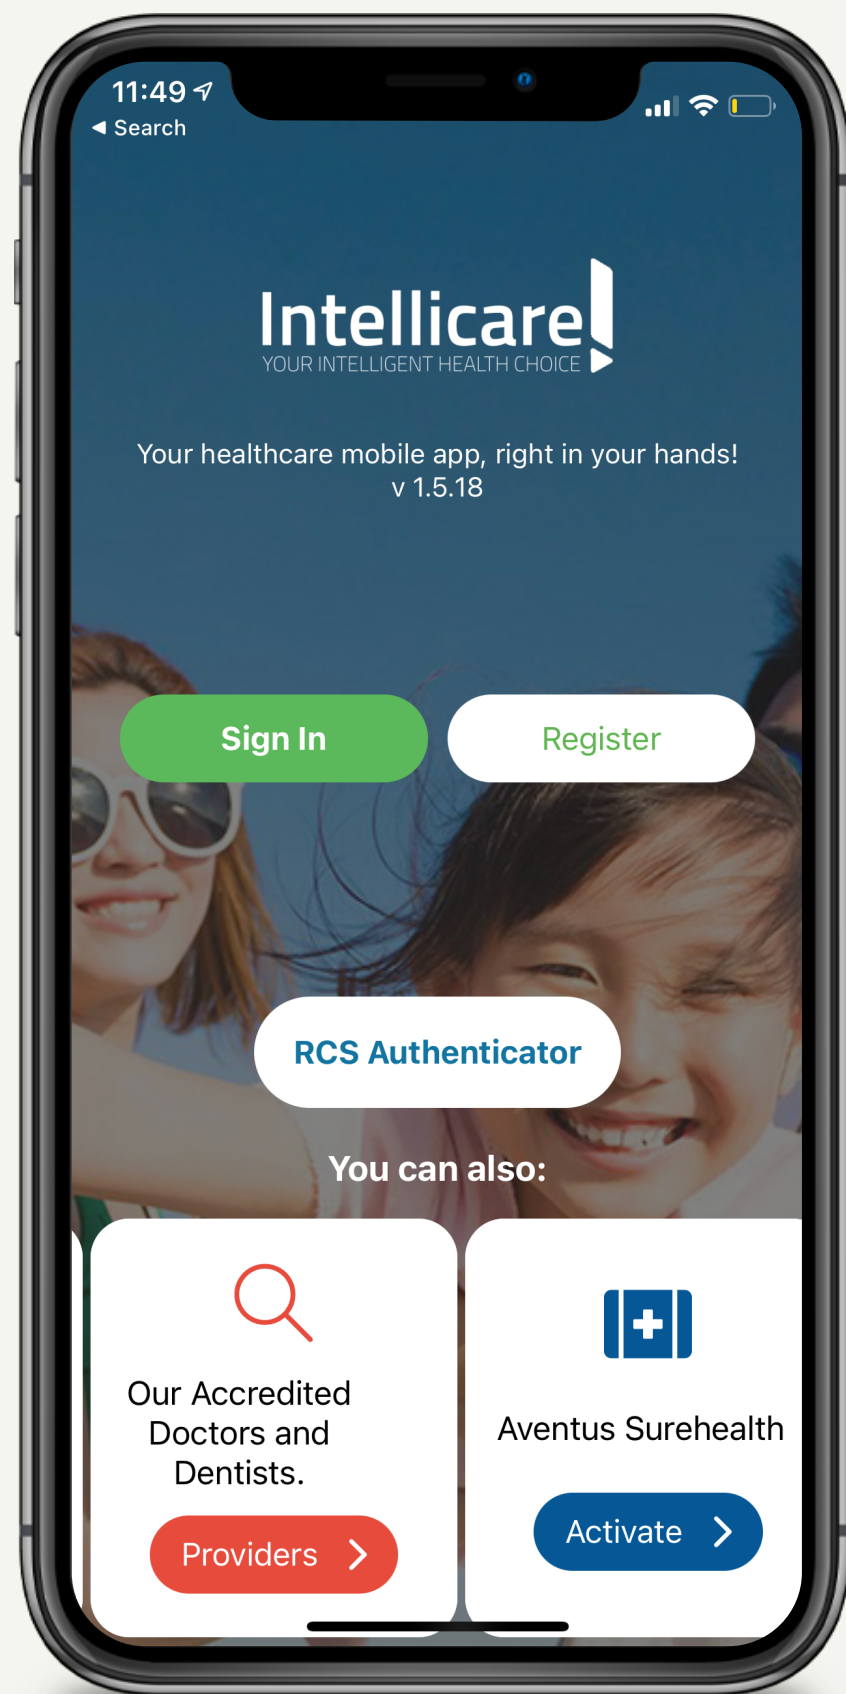 11:49
Search
Intellicare
YOUR INTELLIGENT HEALTH CHOICE
Your healthcare mobile app, right in your hands!
v 1.5.18
Sign In
Register
RCS Authenticator
You can also:
Our Accredited
Doctors and
Dentists.
Providers
Aventus Surehealth
Activate